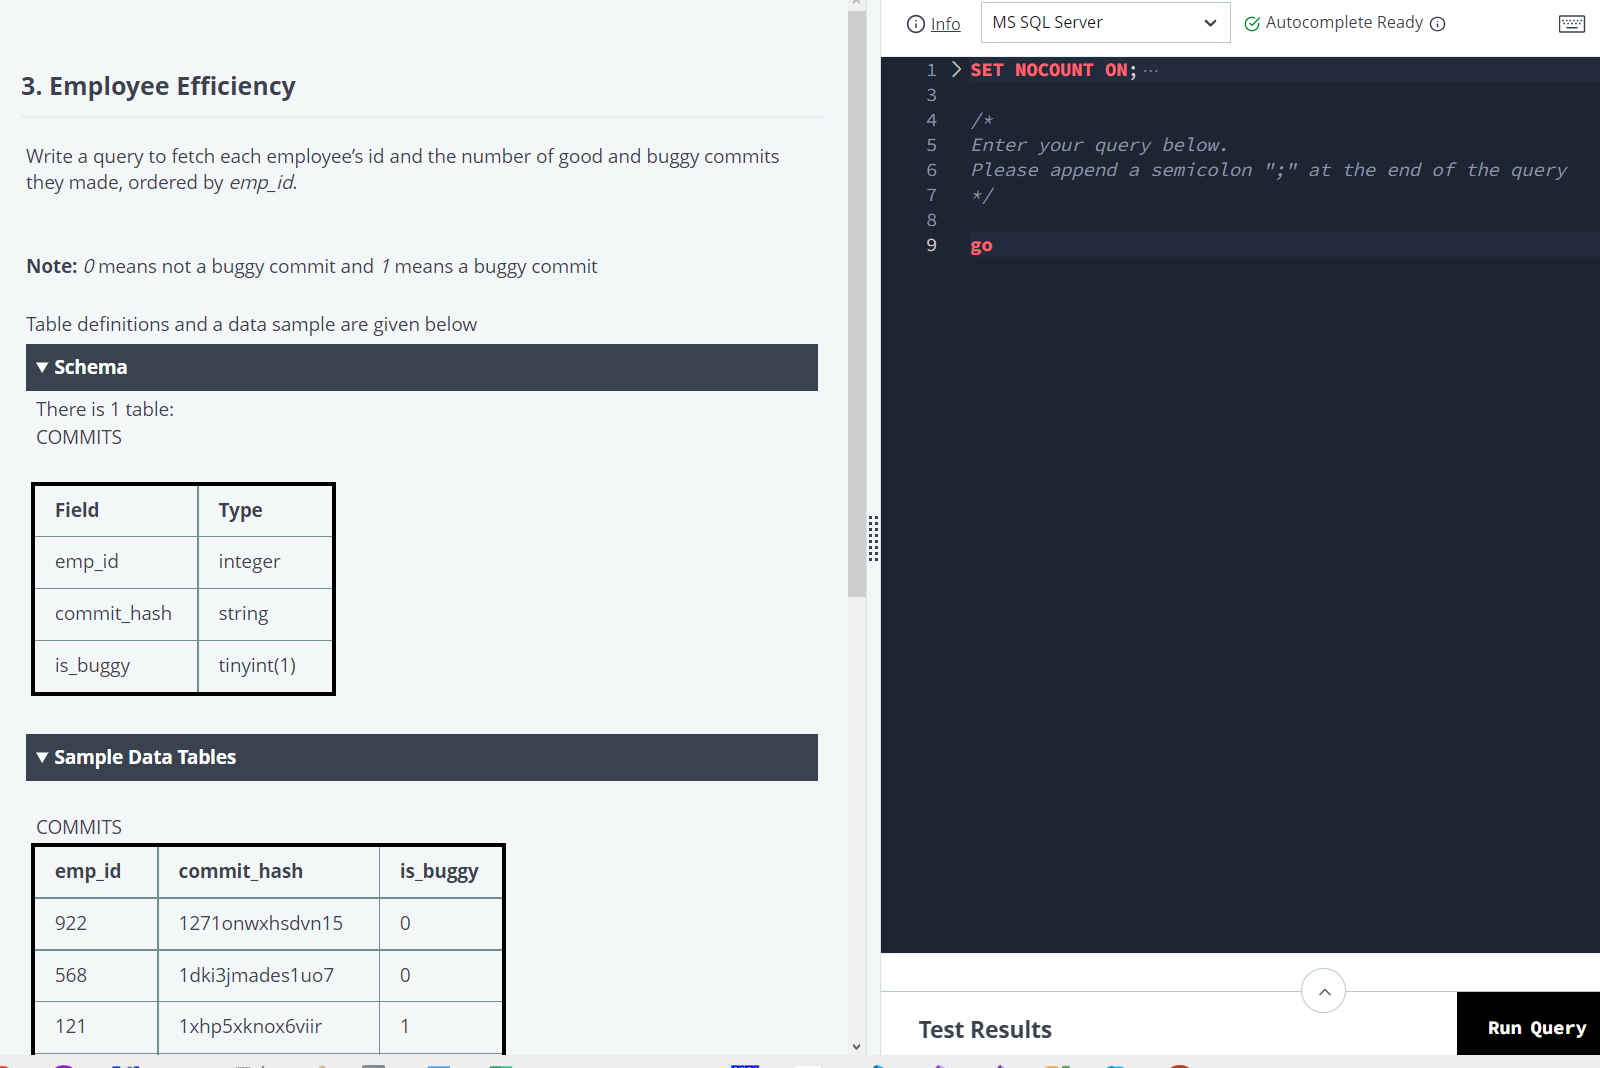 3. Employee Efficiency
Write a query to fetch each employee’s id and the number of good and buggy commits
they made, ordered by emp_id.
Note: 0 means not a buggy commit and 1 means a buggy commit
Table definitions and a data sample are given below
▼ Schema
There is 1 table:
COMMITS
Field Type
emp_id integer
commit_hash string
is_buggy tinyint(1)
▼ Sample Data Tables
COMMITS
emp_id commit_hash is_buggy
922 1271onwxhsdvn15 0
568 1dki3jmades1uo7 0
121 1xhp5xknox6viir 1
Info MS SQL Server Autocomplete Ready
1 SET NOCOUNT ON; ···
3
4 /*
5 Enter your query below.
6 Please append a semicolon ";" at the end of the query
7 */
8
9 go
Test Results
Run Query